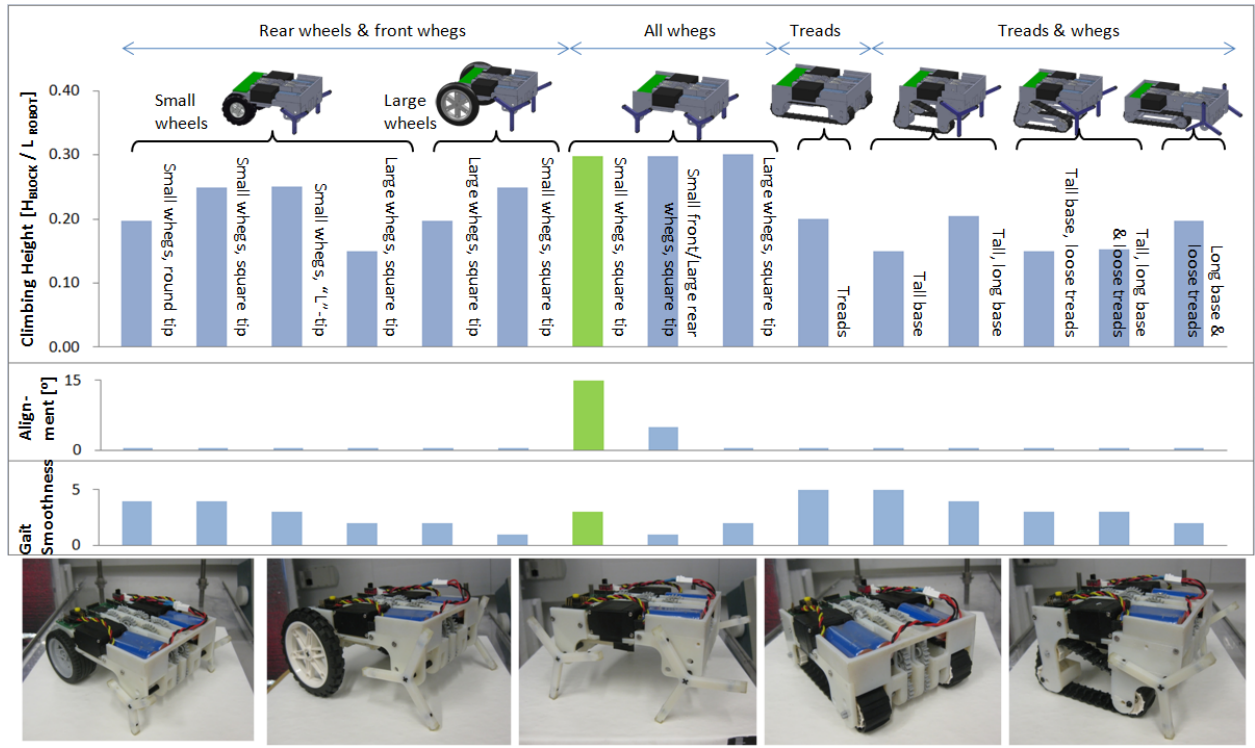 Rear wheels & front whegs
All whegs
Treads
Treads & whegs
Climbing Height [H BLOCK / L ROBOT]
0.40
0.30
0.20
0.10
0.00
Small
wheels
Large
wheels
Small whegs, round tip
Small whegs, square tip
Small whegs, "L"-tip
Large whegs, square tip
Large whegs, square tip
Small whegs, square tip
Small whegs, square tip
Small front/Large rear
whegs, square tip
Large whegs, square tip
Treads
Tall base
Tall, long base
Tall base, loose treads
Tall, long base
& loose treads
Long base &
loose treads
Align-
ment [º]
15
0
Gait
Smoothness
5
0